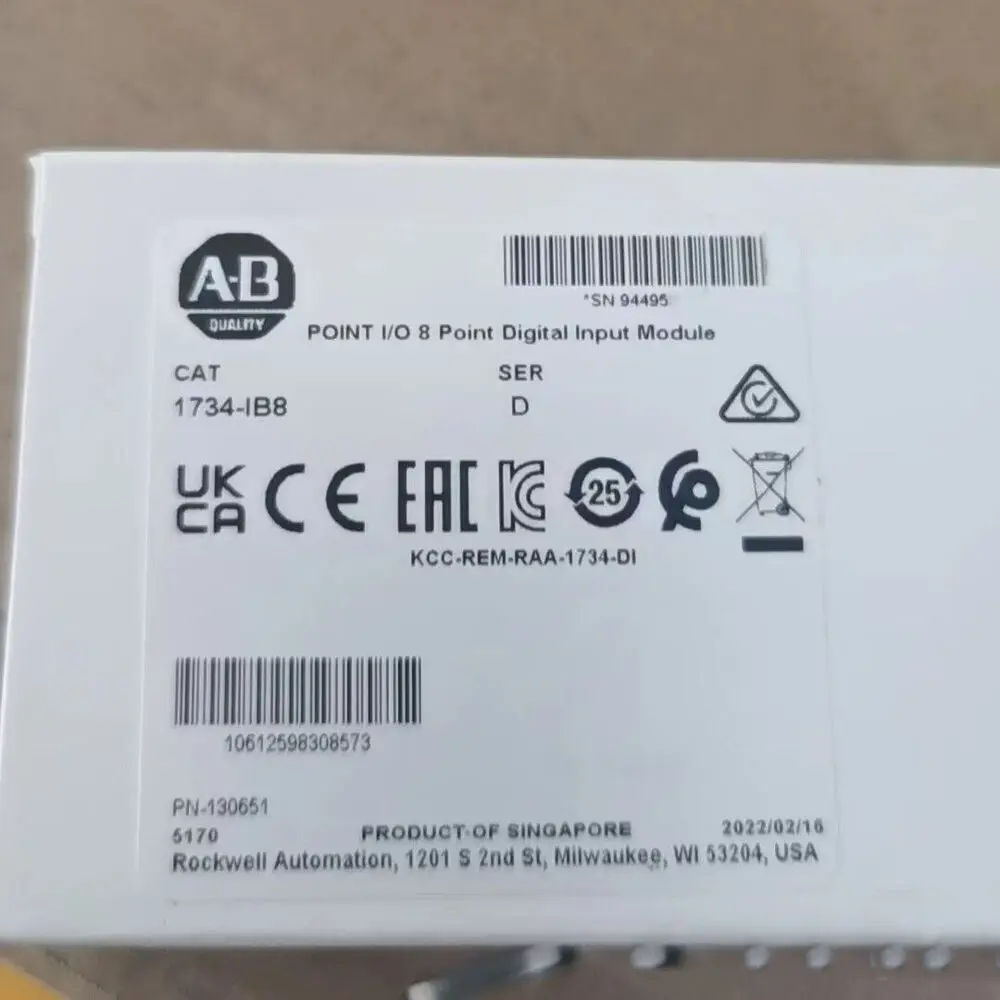 A-B
QUALITY
*SN 94495
POINT I/O 8 Point Digital Input Module
CAT
SER
1734-IB8
D
UK
CA
CE
EAC
25
KCC-REM-RAA-1734-DI
10612598308573
PN-130651
5170
PRODUCT OF SINGAPORE
2022/02/16
Rockwell Automation, 1201 S 2nd St, Milwaukee, WI 53204, USA